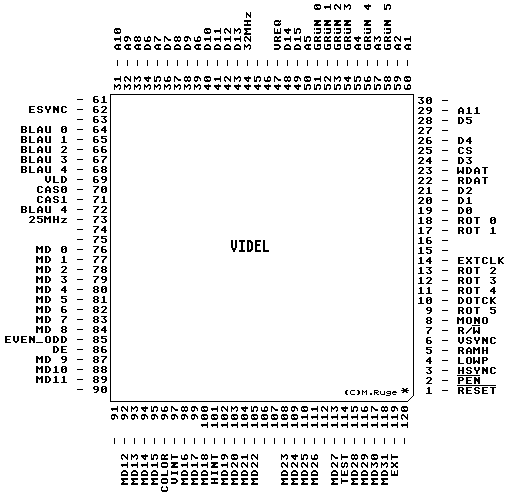 31 - A10
32 - A9
33 - A8
34 - D6
35 - A7
36 - D7
37 - D8
38 - D9
39 -
40 - D10
41 - D11
42 - D12
43 - D13
44 - 32MHz
45 -
46 -
47 - VREQ
48 - D14
49 - D15
50 - A5
51 - GRÜN 0
52 - GRÜN 1
53 - GRÜN 2
54 - GRÜN 3
55 - A4
56 - GRÜN 4
57 - A3
58 - GRÜN 5
59 - A2
60 - A1
- 61
ESYNC - 62
- 63
BLAU 0 - 64
BLAU 1 - 65
BLAU 2 - 66
BLAU 3 - 67
BLAU 4 - 68
VLD - 69
CAS0 - 70
CAS1 - 71
BLAU 4 - 72
25MHz - 73
- 74
- 75
MD 0 - 76
MD 1 - 77
MD 2 - 78
MD 3 - 79
MD 4 - 80
MD 5 - 81
MD 6 - 82
MD 7 - 83
MD 8 - 84
EVEN_ODD - 85
DE - 86
MD 9 - 87
MD10 - 88
MD11 - 89
- 90
VIDEL
(C)M.Ruge *
30 -
29 - A11
28 - D5
27 -
26 - D4
25 - CS
24 - D3
23 - WDAT
22 - RDAT
21 - D2
20 - D1
19 - D0
18 - ROT 0
17 - ROT 1
16 -
15 -
14 - EXTCLK
13 - ROT 2
12 - ROT 3
11 - ROT 4
10 - DOTCK
9 - ROT 5
8 - MONO
7 - R/W
6 - VSYNC
5 - RAMH
4 - LOWP
3 - HSYNC
2 - PEN
1 - RESET
91 -
MD12 - 92
MD13 - 93
MD14 - 94
MD15 - 95
COLOR - 96
VINT - 97
MD16 - 98
MD17 - 99
MD18 - 100
HINT - 101
MD19 - 102
MD20 - 103
MD21 - 104
MD22 - 105
- 106
- 107
MD23 - 108
MD24 - 109
MD25 - 110
MD26 - 111
- 112
MD27 - 113
TEST - 114
MD28 - 115
MD29 - 116
MD30 - 117
MD31 - 118
EXT - 119
- 120